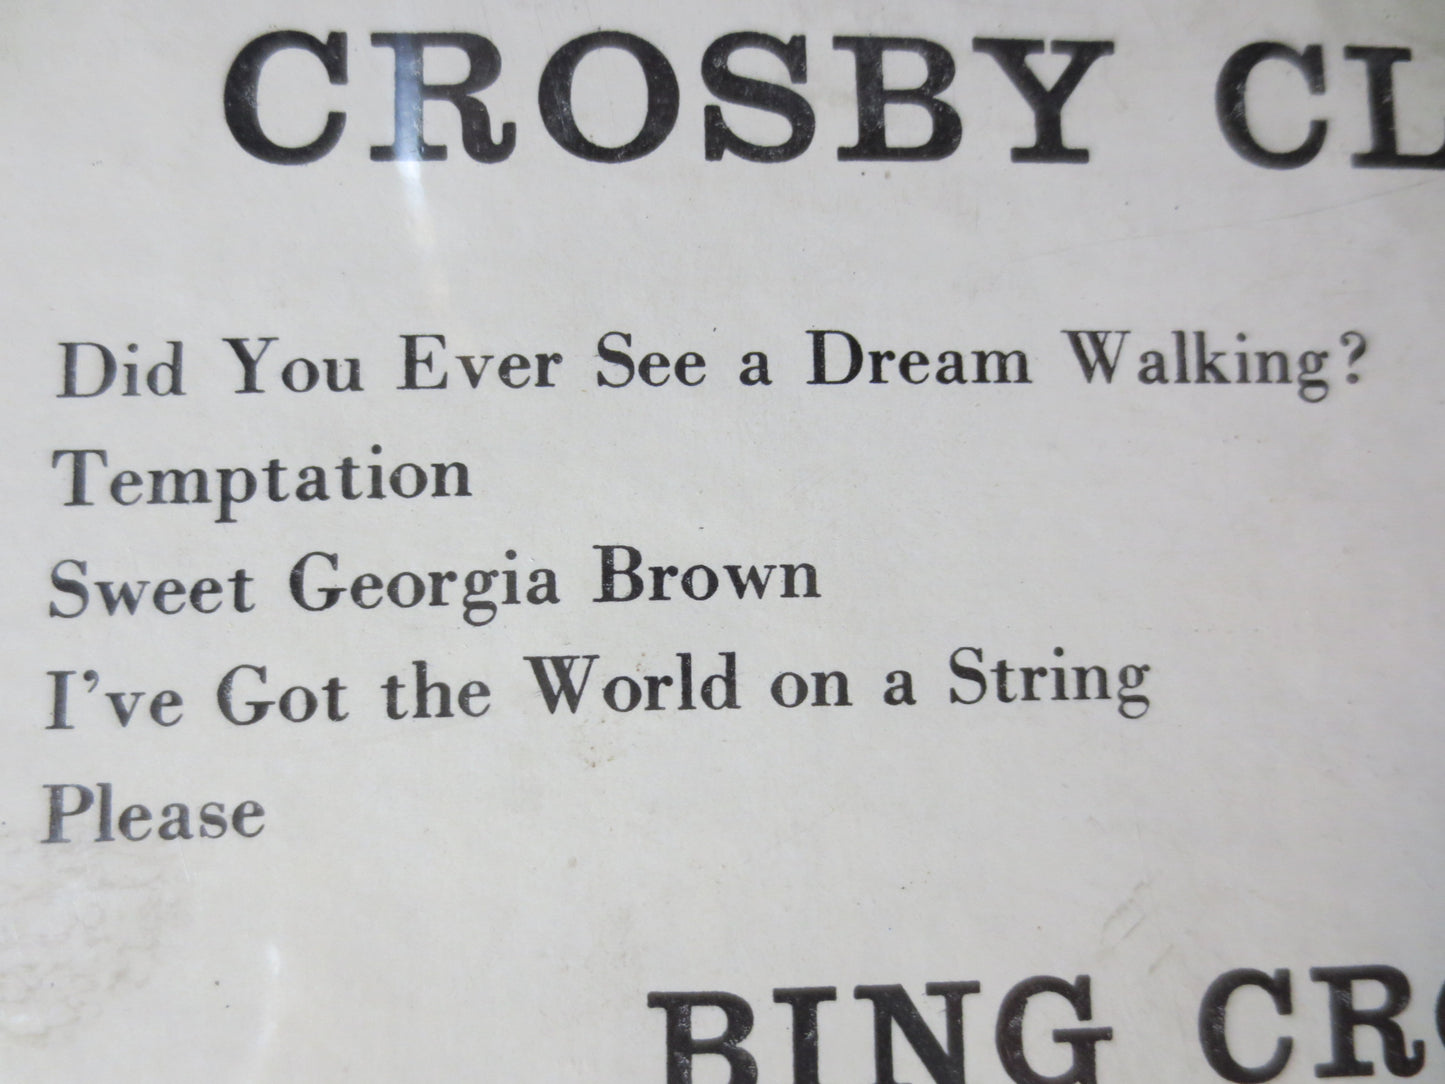 CROSBY CL
Did You Ever See a Dream Walking?
Temptation
Sweet Georgia Brown
I've Got the World on a String
Please
BING CRO